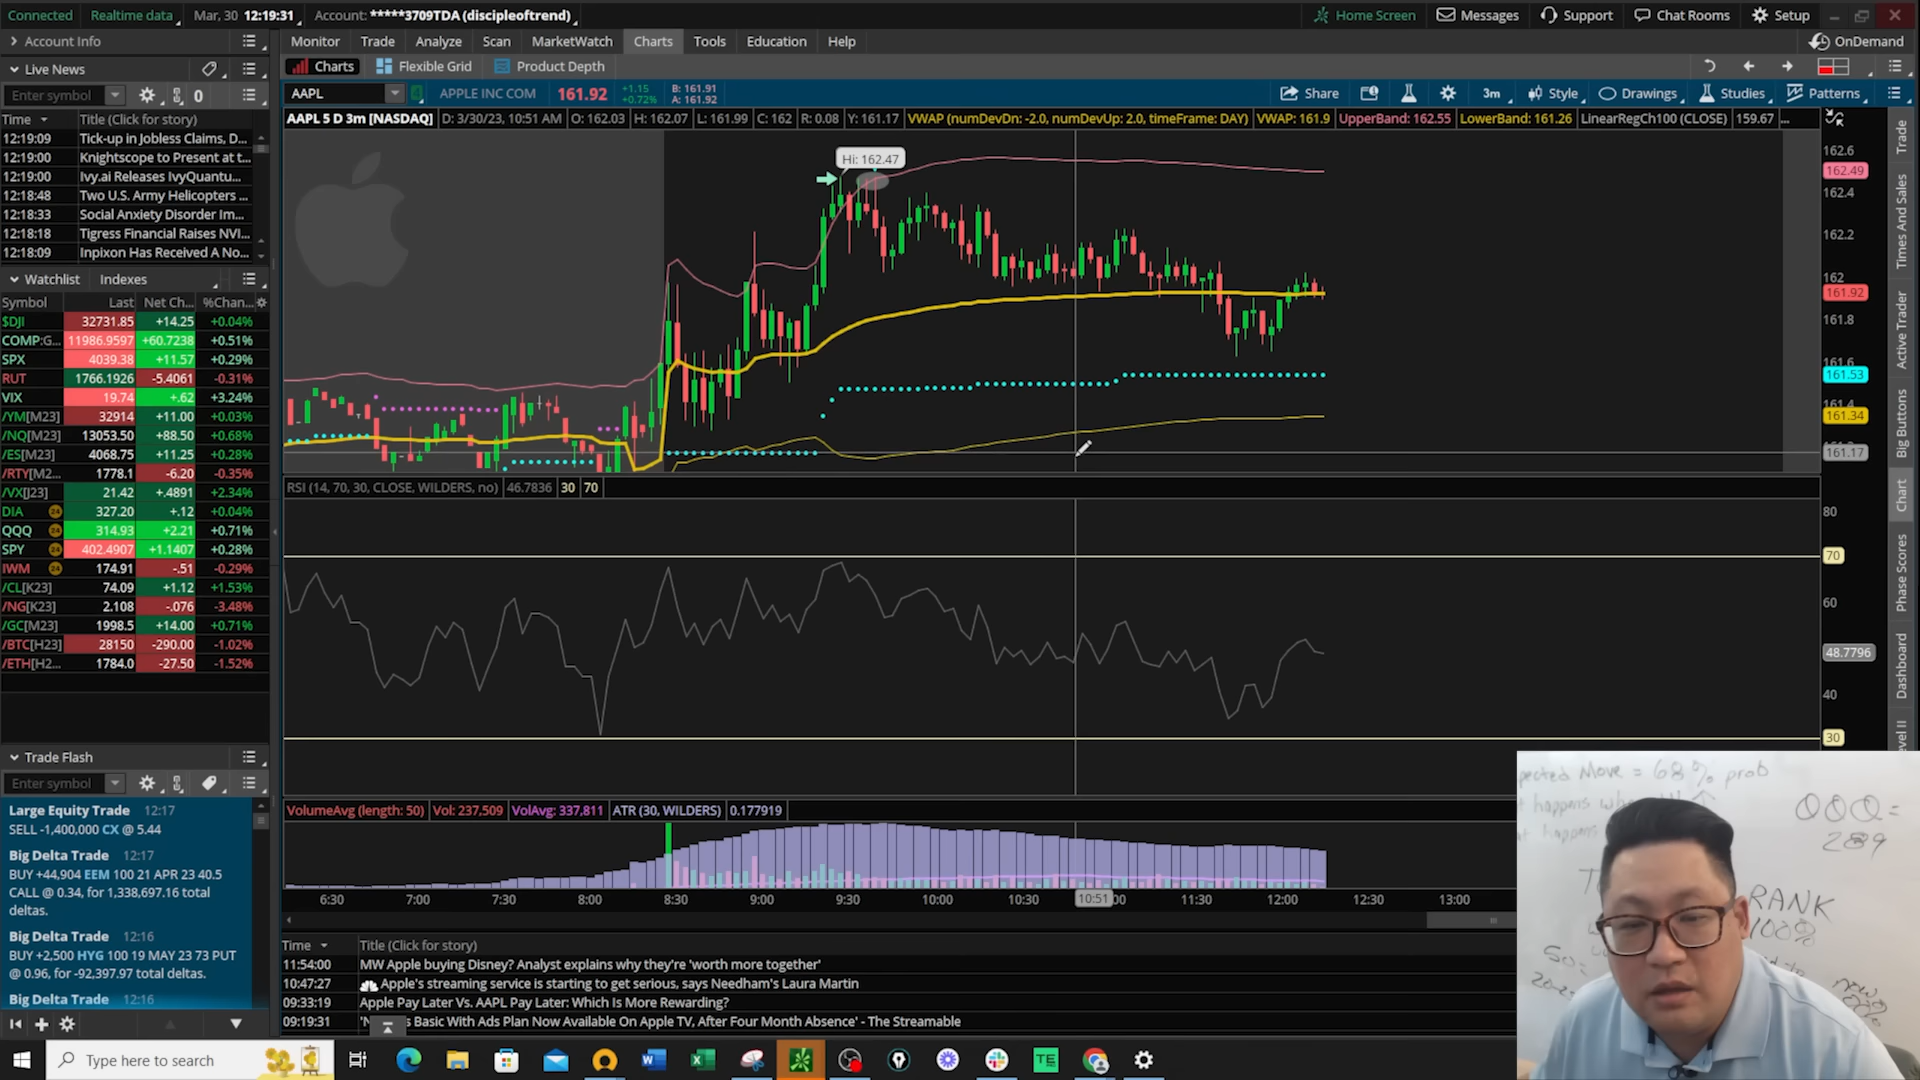 Connected Realtime data Mar, 30 12:19:31 Account: *****3709TDA (discipleoftrend) Home Screen Messages Support Chat Rooms Setup
Account Info
Monitor Trade Analyze Scan MarketWatch Charts Tools Education Help OnDemand
Live News
Charts Flexible Grid Product Depth
Enter symbol 0
AAPL APPLE INC COM 161.92 +1.15 +0.72% B: 161.91 A: 161.92 Share 3m Style Drawings Studies Patterns
AAPL 5 D 3m [NASDAQ] D: 3/30/23, 10:51 AM O: 162.03 H: 162.07 L: 161.99 C: 162 R: 0.08 Y: 161.17 VWAP (numDevDn: -2.0, numDevUp: 2.0, timeFrame: DAY) VWAP: 161.9 UpperBand: 162.55 LowerBand: 161.26 LinearRegCh100 (CLOSE) 159.67 ...
Time Title (Click for story)
12:19:09 Tick-up in Jobless Claims, D...
12:19:00 Knightscope to Present at t...
12:19:00 Ivy.ai Releases IvyQuantu...
12:18:48 Two U.S. Army Helicopters ...
12:18:33 Social Anxiety Disorder Im...
12:18:18 Tigress Financial Raises NVI...
12:18:09 Inpixon Has Received A No...
Watchlist Indexes
Symbol Last Net Ch... %Chan...
$DJI 32731.85 +14.25 +0.04%
COMP:G... 11986.9597 +60.7238 +0.51%
SPX 4039.38 +11.57 +0.29%
RUT 1766.1926 -5.4061 -0.31%
VIX 19.74 +.62 +3.24%
/YM[M23] 32914 +11.00 +0.03%
/NQ[M23] 13053.50 +88.50 +0.68%
/ES[M23] 4068.75 +11.25 +0.28%
/RTY[M2... 1778.1 -6.20 -0.35%
/VX[J23] 21.42 +.4891 +2.34%
DIA 327.20 +.12 +0.04%
QQQ 314.93 +2.21 +0.71%
SPY 402.4907 +1.1407 +0.28%
IWM 174.91 -.51 -0.29%
/CL[K23] 74.09 +1.12 +1.53%
/NG[K23] 2.108 -.076 -3.48%
/GC[M23] 1998.5 +14.00 +0.71%
/BTC[H23] 28150 -290.00 -1.02%
/ETH[H2... 1784.0 -27.50 -1.52%
Hi: 162.47
162.6
162.49
162.4
162.2
162
161.92
161.8
161.6
161.53
161.4
161.34
161.17
Trade
Times And Sales
Active Trader
Big Buttons
Chart
Phase Scores
Dashboard
RSI (14, 70, 30, CLOSE, WILDERS, no) 46.7836 30 70
80
70
60
48.7796
40
30
Trade Flash
Enter symbol
Large Equity Trade 12:17
SELL -1,400,000 CX @ 5.44
Big Delta Trade 12:17
BUY +44,904 EEM 100 21 APR 23 40.5
CALL @ 0.34, for 1,338,697.16 total
deltas.
Big Delta Trade 12:16
BUY +2,500 HYG 100 19 MAY 23 73 PUT
@ 0.96, for -92,397.97 total deltas.
Big Delta Trade 12:16
VolumeAvg (length: 50) Vol: 237,509 VolAvg: 337,811 ATR (30, WILDERS) 0.177919
6:30 7:00 7:30 8:00 8:30 9:00 9:30 10:00 10:30 10:51 11:30 12:00 12:30 13:00
Time Title (Click for story)
11:54:00 MW Apple buying Disney? Analyst explains why they're 'worth more together'
10:47:27 Apple's streaming service is starting to get serious, says Needham's Laura Martin
09:33:19 Apple Pay Later Vs. AAPL Pay Later: Which Is More Rewarding?
09:19:31 Basic With Ads Plan Now Available On Apple TV, After Four Month Absence' - The Streamable
Move = 68% prob
happens
QQQ =
289
RANK
100%
Type here to search
TE